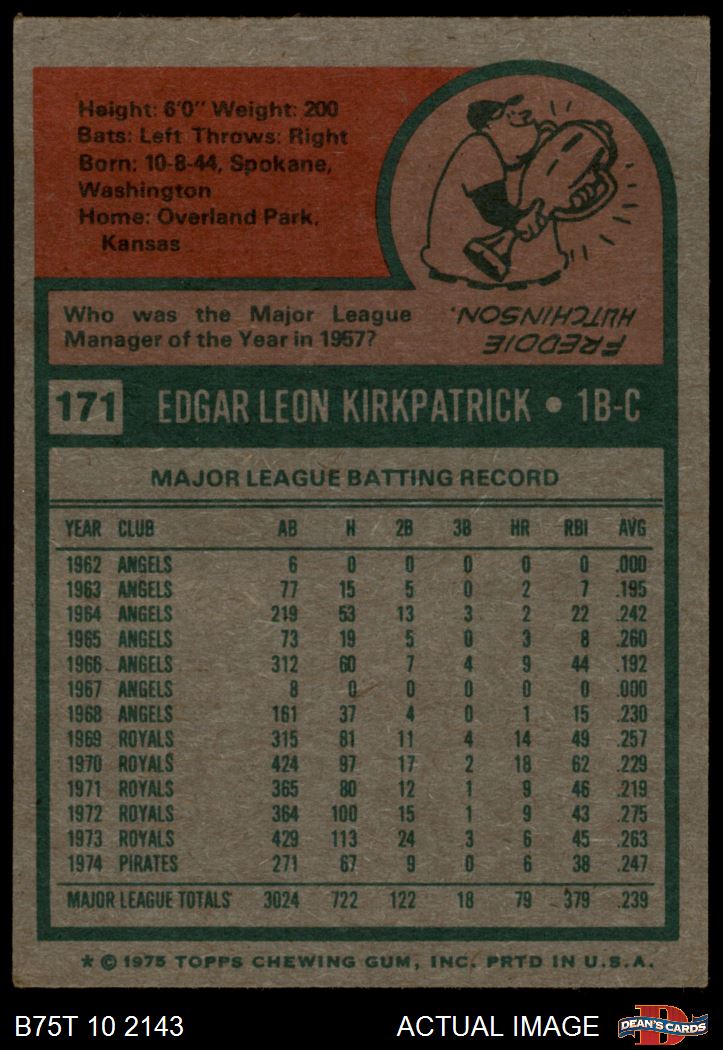 Height: 6'0" Weight: 200
Bats: Left Throws: Right
Born: 10-8-44, Spokane,
Washington
Home: Overland Park,
Kansas
Who was the Major League
Manager of the Year in 1957?
FREDDIE
HUTCHINSON.
171 EDGAR LEON KIRKPATRICK • 1B-C
MAJOR LEAGUE BATTING RECORD
YEAR CLUB AB H 2B 3B HR RBI AVG
1962 ANGELS 6 0 0 0 0 0 .000
1963 ANGELS 77 15 5 0 2 7 .195
1964 ANGELS 219 53 13 3 2 22 .242
1965 ANGELS 73 19 5 0 3 8 .260
1966 ANGELS 312 60 7 4 9 44 .192
1967 ANGELS 8 0 0 0 0 0 .000
1968 ANGELS 161 37 4 0 1 15 .230
1969 ROYALS 315 81 11 4 14 49 .257
1970 ROYALS 424 97 17 2 18 62 .229
1971 ROYALS 365 80 12 1 9 46 .219
1972 ROYALS 364 100 15 1 9 43 .275
1973 ROYALS 429 113 24 3 6 45 .263
1974 PIRATES 271 67 9 0 6 38 .247
MAJOR LEAGUE TOTALS 3024 722 122 18 79 379 .239
* © 1975 TOPPS CHEWING GUM, INC. PRTD IN U.S.A.
B75T 10 2143 ACTUAL IMAGE
D
DEAN'S CARDS